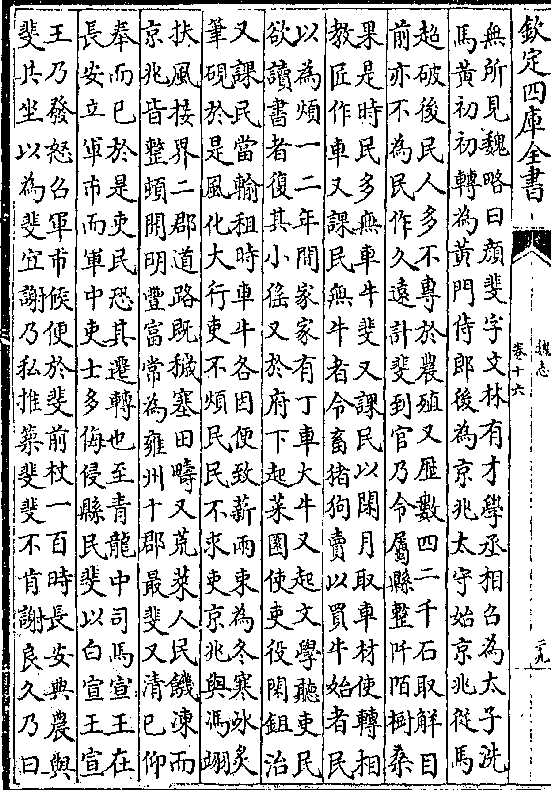 欽定四庫全書
魏志
卷十六
二九
無所見魏略曰顔斐字文林有才學丞相召為太子洗
馬黃初初轉為黃門侍郎後為京兆太守始京兆從馬
超破後民人多不專於農殖又歷數四二千石取解目
前亦不為民作久遠計斐到官乃令屬縣整阡陌樹桑
果是時民多無車牛斐又課民以閑月取車材使轉相
教匠作車又課民無牛者令畜猪狗賣以買牛始者民
以為煩一二年間家家有丁車大牛又起文學聽吏民
欲讀書者復其小徭又於府下起菜園使吏役閑鉏治
又課民當輸租時車牛各因便致薪兩束為冬寒氷炙
筆硯於是風化大行吏不煩民民不求吏京兆與馮翊
扶風接界二郡道路既穢塞田疇又荒萊人民饑凍而
京兆皆整頓開明豐富常為雍州十郡最斐又清已仰
奉而已於是吏民恐其遷轉也至青龍中司馬宣王在
長安立軍市而軍中吏士多侮侵縣民斐以白宣王宣
王乃發怒召軍市候便於斐前杖一百時長安典農與
斐共坐以為斐宜謝乃私推築斐斐不肯謝良久乃曰